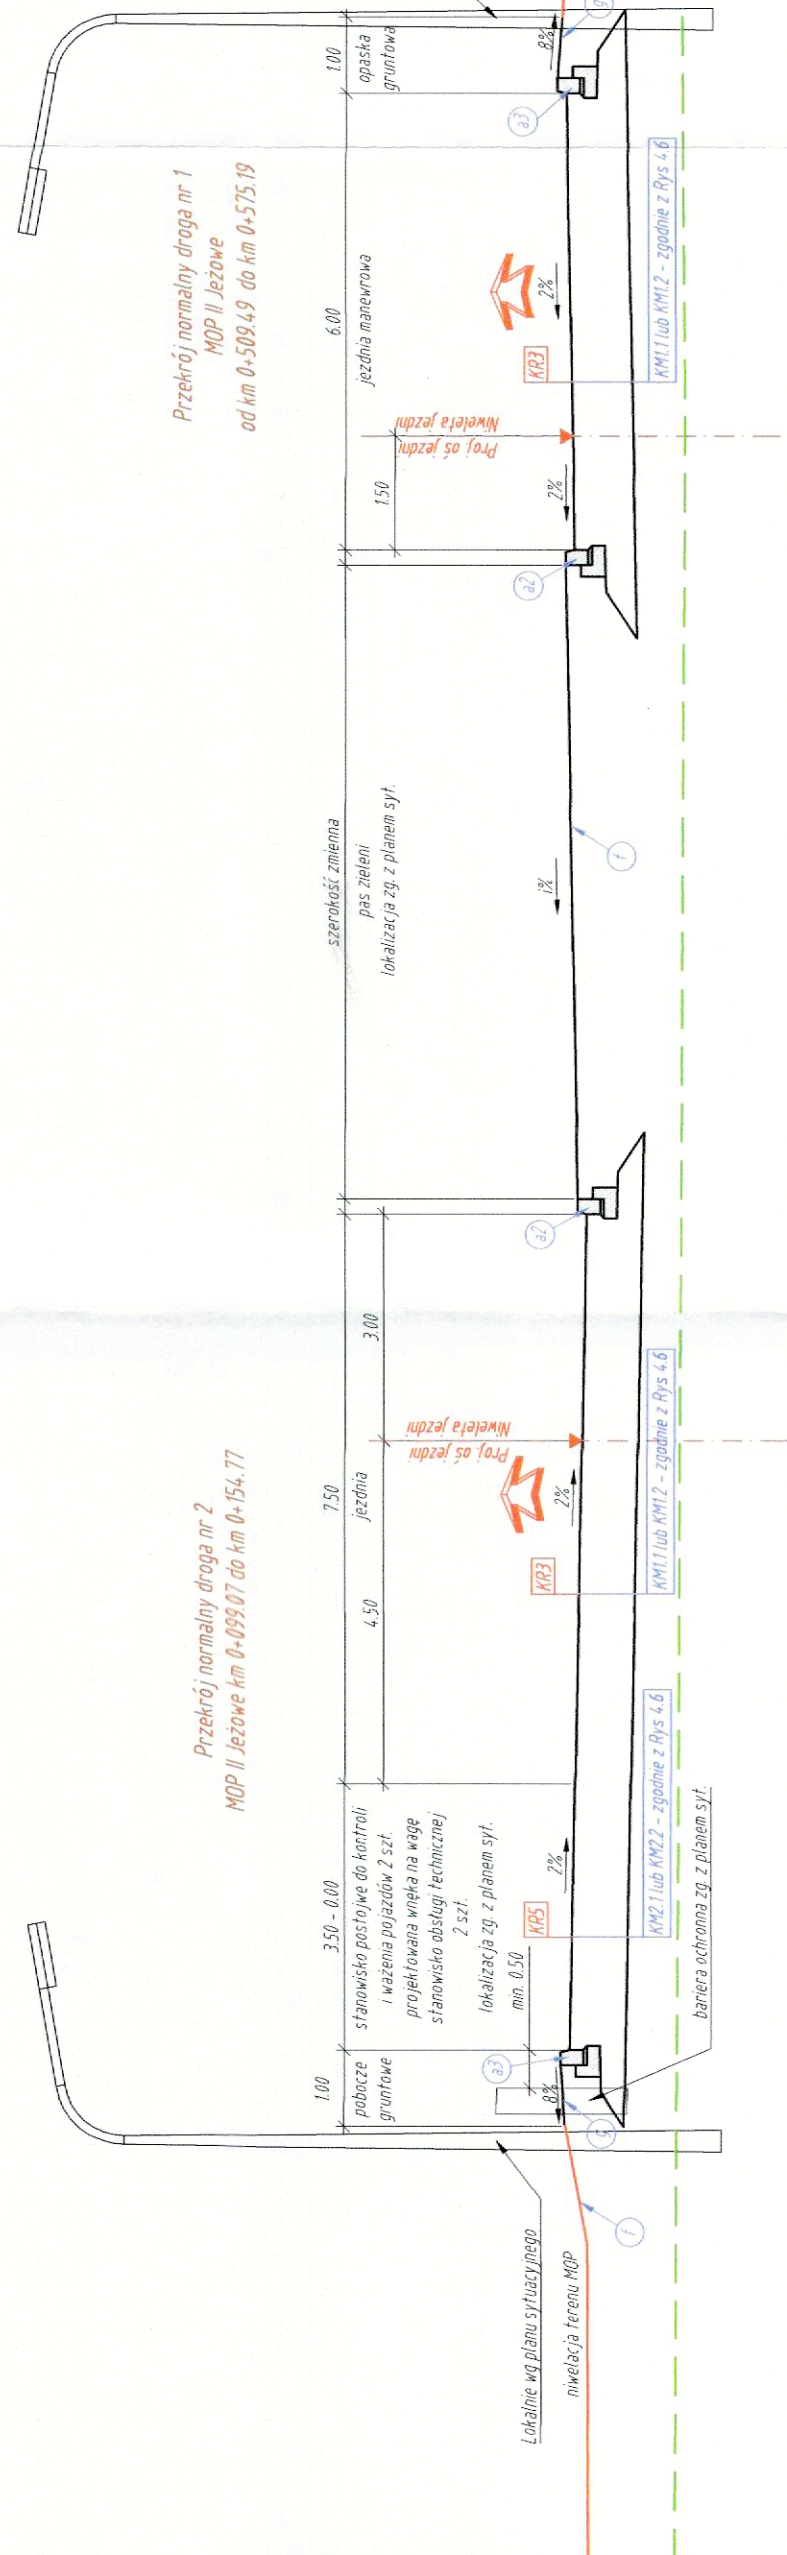 Przekrój normalny droga nr 2
MOP II Jeżowe km 0+099.07 do km 0+154.77
Przekrój normalny droga nr 1
MOP II Jeżowe
od km 0+509.49 do km 0+575.19
1.00
3.50 - 0.00
7.50
szerokość zmienna
6.00
1.00
pobocze
gruntowe
stanowisko postojwe do kontroli
i ważenia pojazdów 2 szt.
projektowana wnęka na wagę
stanowisko obsługi technicznej
2 szt.
lokalizacja zg. z planem syt.
min. 0.50
jezdnia
4.50
3.00
pas zieleni
lokalizacja zg. z planem syt.
jezdnia manewrowa
1.50
opaska
gruntowa
Proj. oś jezdni
Niweleta jezdni
Proj. oś jezdni
Niweleta jezdni
Lokalnie wg planu sytuacyjnego
niwelacja terenu MOP
f
g
8%
a3
KR5
2%
KR3
2%
a2
i%
f
a2
2%
KR3
2%
a3
8%
g
bariera ochronna zg. z planem syt.
KM2.1 lub KM2.2 - zgodnie z Rys 4.6
KM1.1 lub KM1.2 - zgodnie z Rys 4.6
KM1.1 lub KM1.2 - zgodnie z Rys 4.6